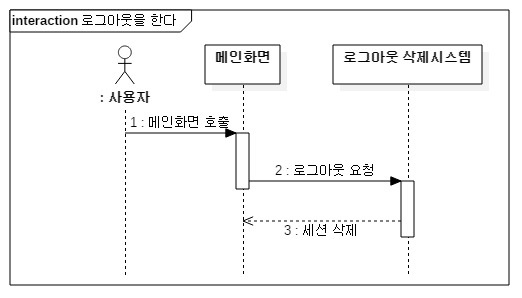 interaction 로그아웃을 한다
메인화면
로그아웃 삭제시스템
: 사용자
1 : 메인화면 호출
2 : 로그아웃 요청
3 : 세션 삭제